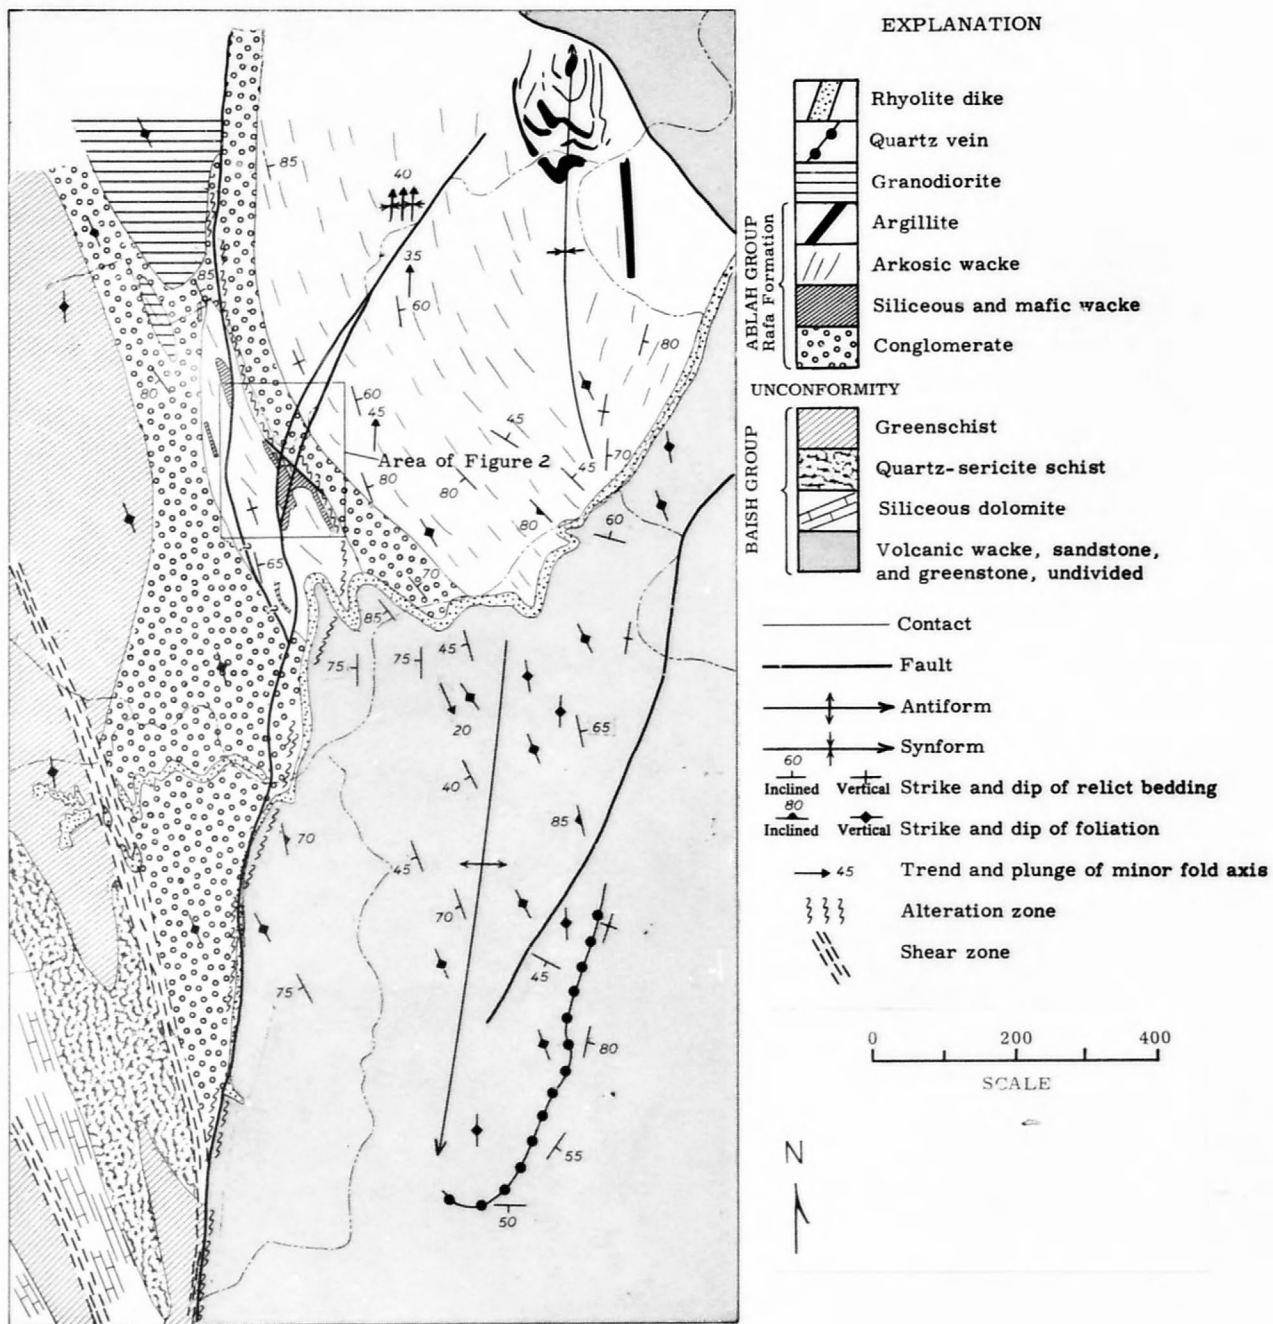 EXPLANATION
Rhyolite dike
Quartz vein
Granodiorite
ABLAH GROUP
Rafa Formation
Argillite
Arkosic wacke
Siliceous and mafic wacke
Conglomerate
UNCONFORMITY
BAISH GROUP
Greenschist
Quartz-sericite schist
Siliceous dolomite
Volcanic wacke, sandstone,
and greenstone, undivided
Contact
Fault
Antiform
Synform
60
Inclined Vertical Strike and dip of relict bedding
80
Inclined Vertical Strike and dip of foliation
45 Trend and plunge of minor fold axis
Alteration zone
Shear zone
0 200 400
SCALE
N
85
40
35
60
85
80
80
60
45
45
Area of Figure 2
45
70
80
80
80
60
65
70
85
45
75
75
20
65
40
85
70
45
70
45
75
80
55
50